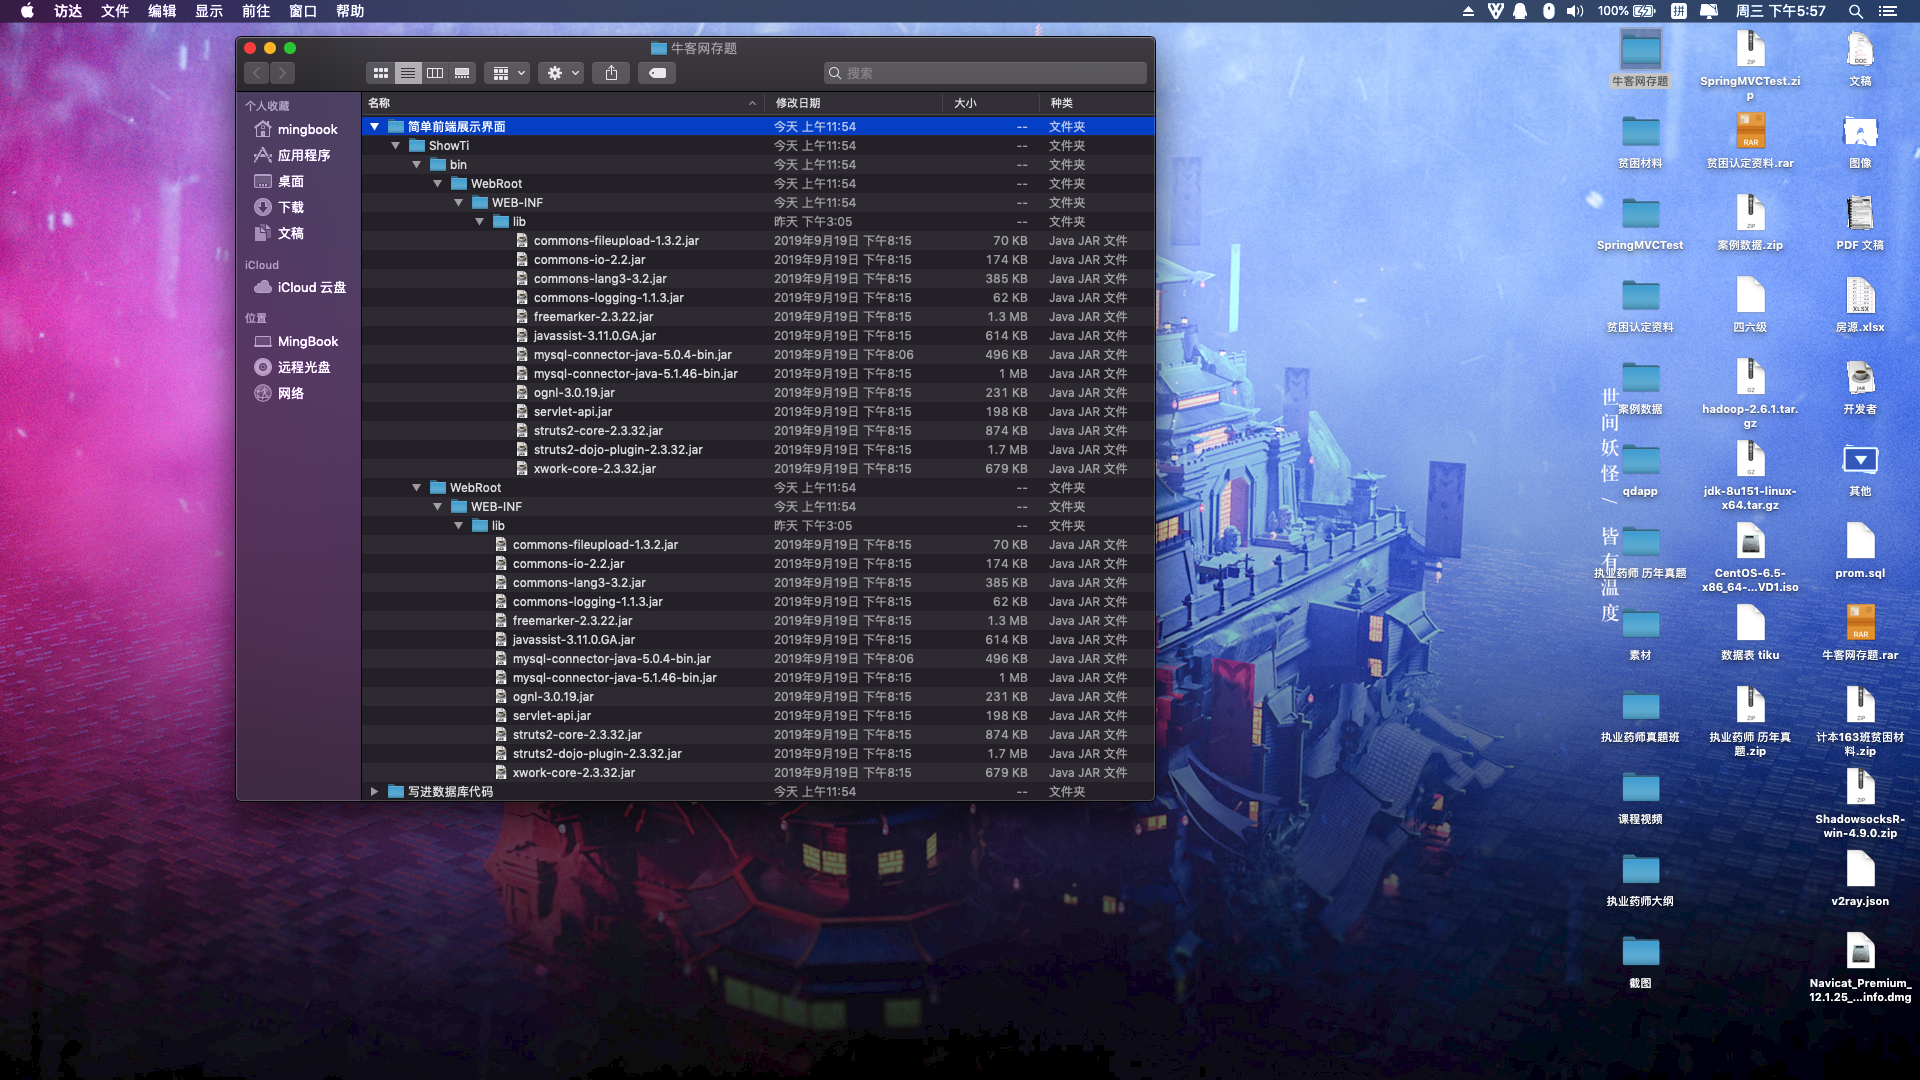 访达 文件 编辑 显示 前往 窗口 帮助 100% 拼 周三 下午5:57
牛客网存题
搜索
个人收藏
mingbook
应用程序
桌面
下载
文稿
iCloud
iCloud 云盘
位置
MingBook
远程光盘
网络
名称 修改日期 大小 种类
简单前端展示界面 今天 上午11:54 -- 文件夹
ShowTi 今天 上午11:54 -- 文件夹
bin 今天 上午11:54 -- 文件夹
WebRoot 今天 上午11:54 -- 文件夹
WEB-INF 今天 上午11:54 -- 文件夹
lib 昨天 下午3:05 -- 文件夹
commons-fileupload-1.3.2.jar 2019年9月19日 下午8:15 70 KB Java JAR 文件
commons-io-2.2.jar 2019年9月19日 下午8:15 174 KB Java JAR 文件
commons-lang3-3.2.jar 2019年9月19日 下午8:15 385 KB Java JAR 文件
commons-logging-1.1.3.jar 2019年9月19日 下午8:15 62 KB Java JAR 文件
freemarker-2.3.22.jar 2019年9月19日 下午8:15 1.3 MB Java JAR 文件
javassist-3.11.0.GA.jar 2019年9月19日 下午8:15 614 KB Java JAR 文件
mysql-connector-java-5.0.4-bin.jar 2019年9月19日 下午8:06 496 KB Java JAR 文件
mysql-connector-java-5.1.46-bin.jar 2019年9月19日 下午8:15 1 MB Java JAR 文件
ognl-3.0.19.jar 2019年9月19日 下午8:15 231 KB Java JAR 文件
servlet-api.jar 2019年9月19日 下午8:15 198 KB Java JAR 文件
struts2-core-2.3.32.jar 2019年9月19日 下午8:15 874 KB Java JAR 文件
struts2-dojo-plugin-2.3.32.jar 2019年9月19日 下午8:15 1.7 MB Java JAR 文件
xwork-core-2.3.32.jar 2019年9月19日 下午8:15 679 KB Java JAR 文件
WebRoot 今天 上午11:54 -- 文件夹
WEB-INF 今天 上午11:54 -- 文件夹
lib 昨天 下午3:05 -- 文件夹
commons-fileupload-1.3.2.jar 2019年9月19日 下午8:15 70 KB Java JAR 文件
commons-io-2.2.jar 2019年9月19日 下午8:15 174 KB Java JAR 文件
commons-lang3-3.2.jar 2019年9月19日 下午8:15 385 KB Java JAR 文件
commons-logging-1.1.3.jar 2019年9月19日 下午8:15 62 KB Java JAR 文件
freemarker-2.3.22.jar 2019年9月19日 下午8:15 1.3 MB Java JAR 文件
javassist-3.11.0.GA.jar 2019年9月19日 下午8:15 614 KB Java JAR 文件
mysql-connector-java-5.0.4-bin.jar 2019年9月19日 下午8:06 496 KB Java JAR 文件
mysql-connector-java-5.1.46-bin.jar 2019年9月19日 下午8:15 1 MB Java JAR 文件
ognl-3.0.19.jar 2019年9月19日 下午8:15 231 KB Java JAR 文件
servlet-api.jar 2019年9月19日 下午8:15 198 KB Java JAR 文件
struts2-core-2.3.32.jar 2019年9月19日 下午8:15 874 KB Java JAR 文件
struts2-dojo-plugin-2.3.32.jar 2019年9月19日 下午8:15 1.7 MB Java JAR 文件
xwork-core-2.3.32.jar 2019年9月19日 下午8:15 679 KB Java JAR 文件
写进数据库代码 今天 上午11:54 -- 文件夹
世间妖怪 / 皆有温度
牛客网存题
ZIP
SpringMVCTest.zi
p
DOC
文稿
贫困材料
RAR
贫困认定资料.rar
图像
SpringMVCTest
ZIP
案例数据.zip
PDF 文稿
贫困认定资料
四六级
XLSX
房源.xlsx
案例数据
GZ
hadoop-2.6.1.tar.
gz
JAR
开发者
qdapp
GZ
jdk-8u151-linux-
x64.tar.gz
其他
执业药师 历年真题
CentOS-6.5-
x86_64-...VD1.iso
prom.sql
素材
数据表 tiku
RAR
牛客网存题.rar
执业药师真题班
ZIP
执业药师 历年真
题.zip
ZIP
计本163班贫困材
料.zip
课程视频
ZIP
ShadowsocksR-
win-4.9.0.zip
执业药师大纲
v2ray.json
截图
Navicat_Premium_
12.1.25_...info.dmg